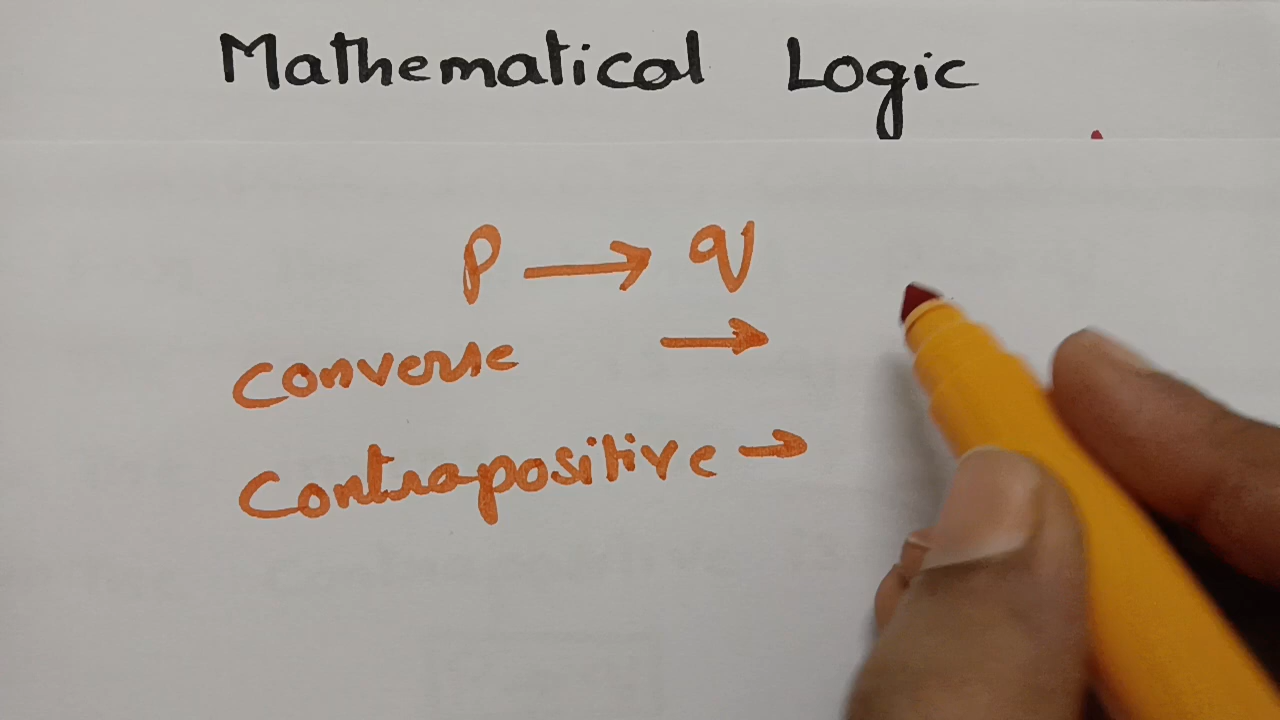 Mathematical Logic
p → q
converse →
Contrapositive →